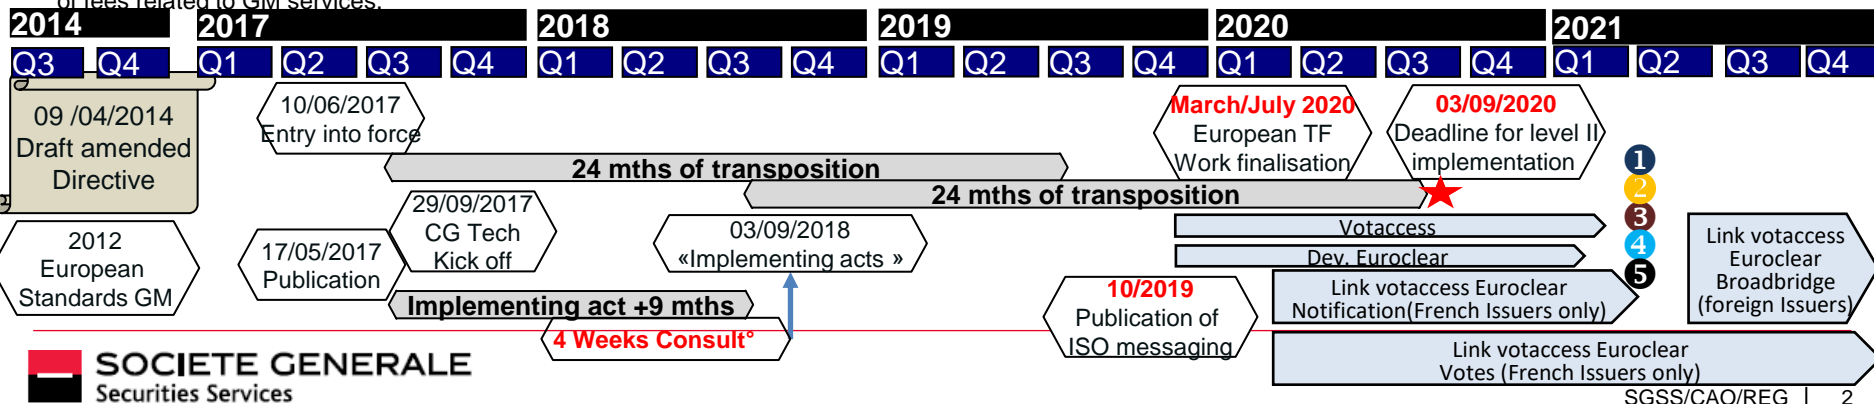 of fees related to GM services.
2014 2017 2018 2019 2020 2021
Q3 Q4 Q1 Q2 Q3 Q4 Q1 Q2 Q3 Q4 Q1 Q2 Q3 Q4 Q1 Q2 Q3 Q4 Q1 Q2 Q3 Q4
09 /04/2014
Draft amended
Directive
10/06/2017
Entry into force
March/July 2020
European TF
Work finalisation
03/09/2020
Deadline for level II
implementation
24 mths of transposition
24 mths of transposition
2012
European
Standards GM
17/05/2017
Publication
29/09/2017
CG Tech
Kick off
03/09/2018
«Implementing acts »
Implementing act +9 mths
4 Weeks Consult°
10/2019
Publication of
ISO messaging
Votaccess
Dev. Euroclear
Link votaccess Euroclear
Notification(French Issuers only)
Link votaccess Euroclear
Votes (French Issuers only)
1
2
3
4
5
Link votaccess
Euroclear
Broadbridge
(foreign Issuers)
SOCIETE GENERALE
Securities Services
SGSS/CAO/REG | 2